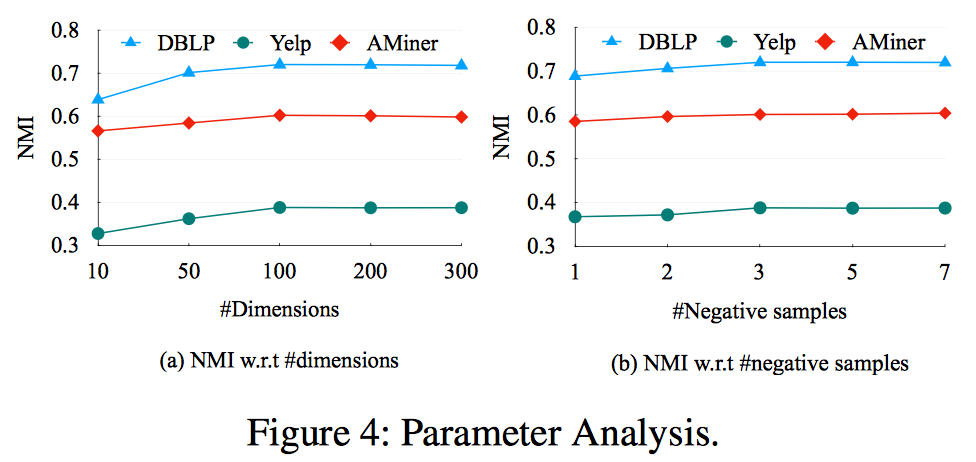 0.8
DBLP Yelp AMiner
0.7
0.6
NMI
0.5
0.4
0.3
10 50 100 200 300
#Dimensions
(a) NMI w.r.t #dimensions
0.8
DBLP Yelp AMiner
0.7
0.6
NMI
0.5
0.4
0.3
1 2 3 5 7
#Negative samples
(b) NMI w.r.t #negative samples
Figure 4: Parameter Analysis.